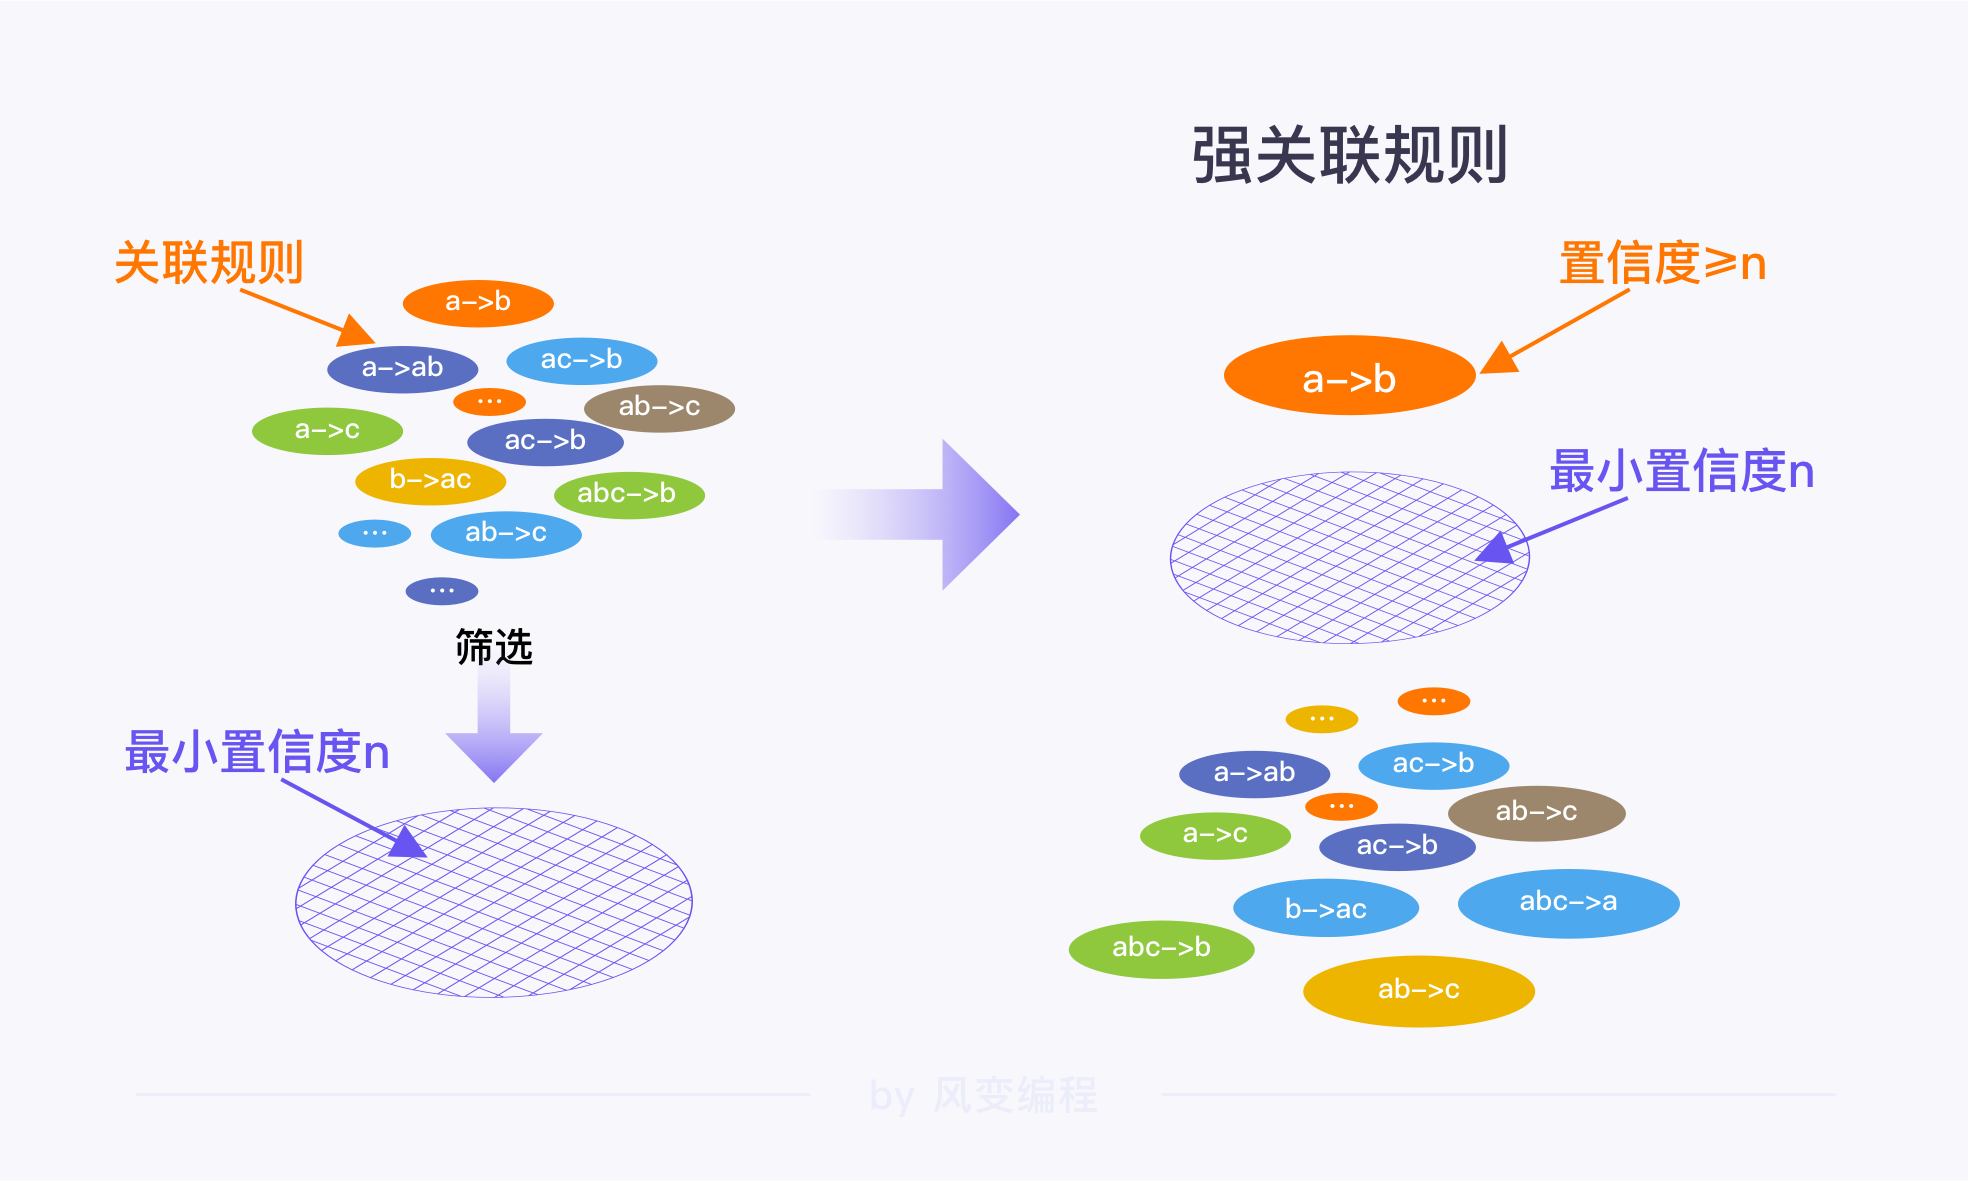 强关联规则
关联规则
a->b
a->ab
ac->b
...
ab->c
a->c
ac->b
b->ac
abc->b
...
ab->c
...
筛选
最小置信度n
置信度⩾n
a->b
最小置信度n
...
...
a->ab
ac->b
...
ab->c
a->c
ac->b
b->ac
abc->a
abc->b
ab->c
by 风变编程